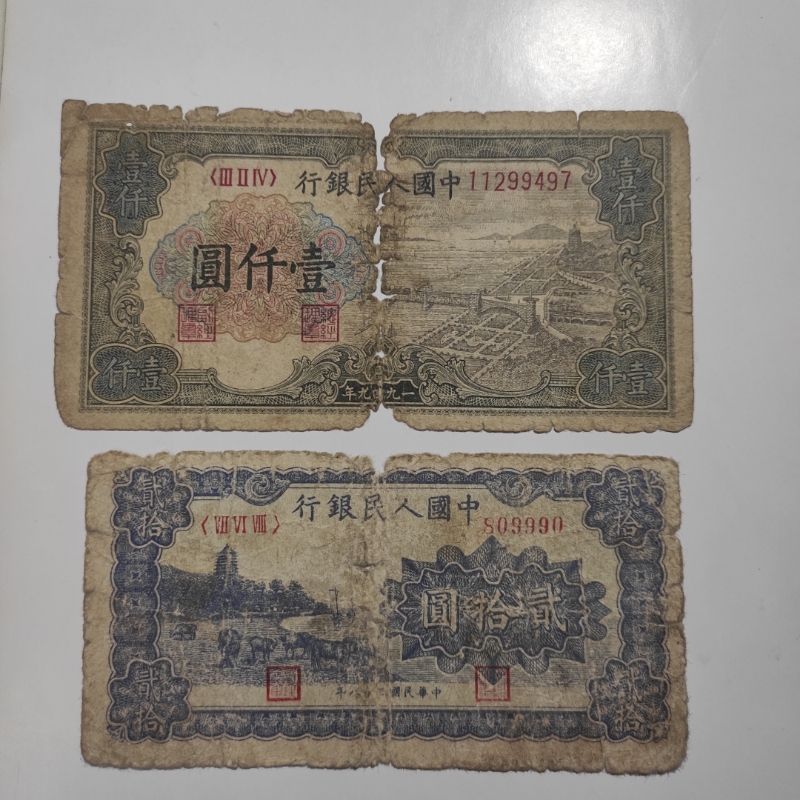 壹仟
壹仟
〈III II IV〉
中國人民銀行
11299497
壹仟圓
壹仟
壹仟
一九四九年
貳拾
貳拾
中國人民銀行
〈VII VI VIII〉
809990
貳拾圓
貳拾
貳拾
中華民國三十八年